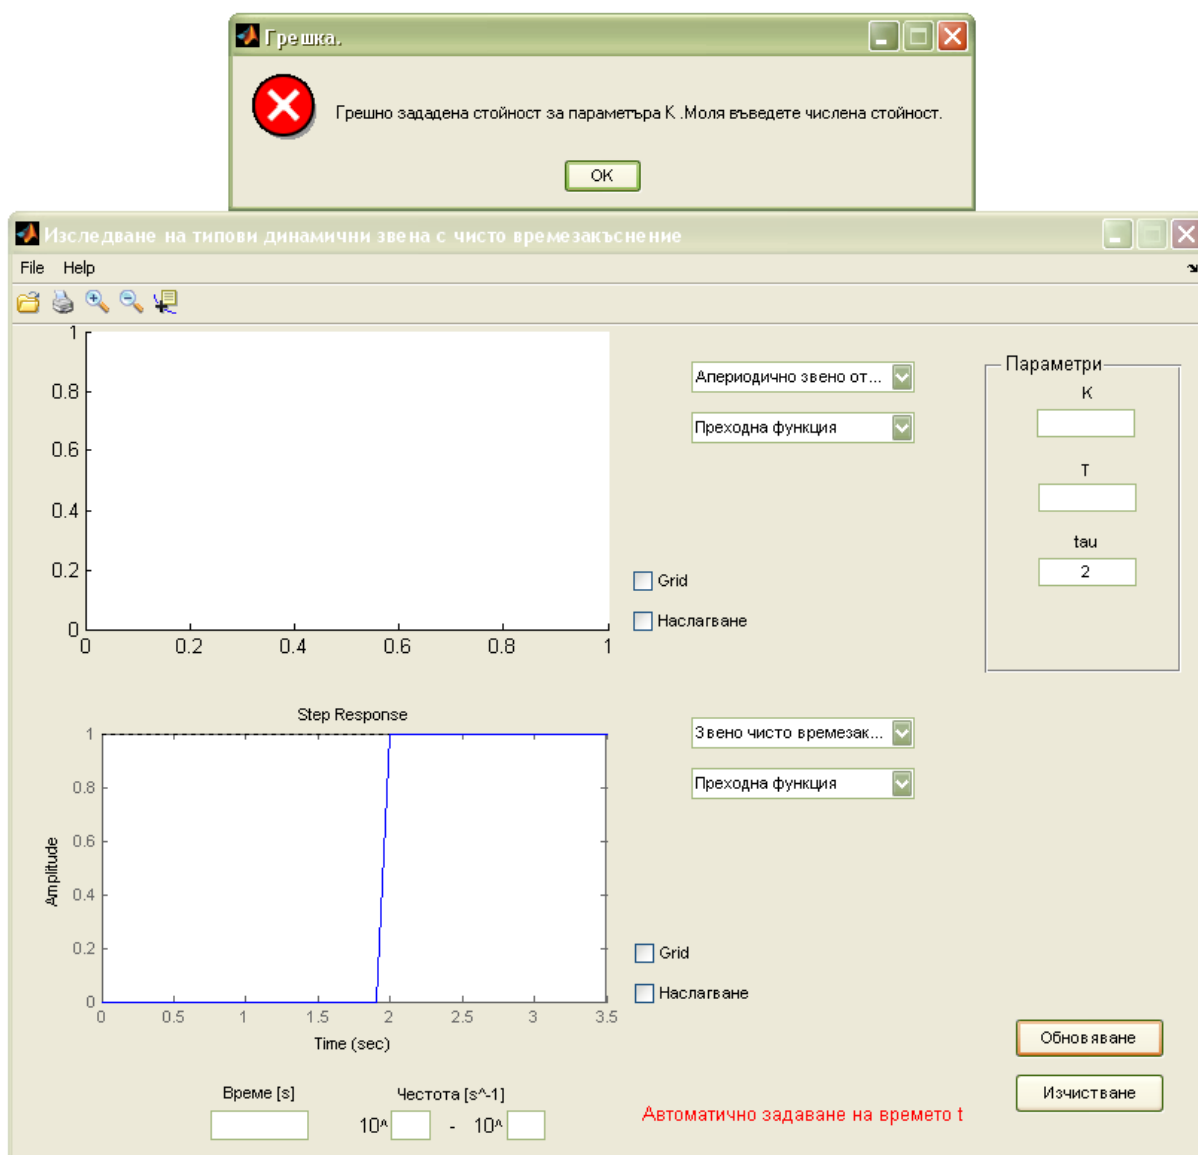 Грешка.
Грешно зададена стойност за параметъра К .Моля въведете числена стойност.
OK
Изследване на типови динамични звена с чисто времезакъснение
File Help
1
0.8
0.6
0.4
0.2
0
0 0.2 0.4 0.6 0.8 1
Апериодично звено от...
Преходна функция
Grid
Наслагване
Параметри
K
T
tau
2
Step Response
1
0.8
0.6
0.4
0.2
0
Amplitude
0 0.5 1 1.5 2 2.5 3 3.5
Time (sec)
Звено чисто времезак...
Преходна функция
Grid
Наслагване
Обновяване
Изчистване
Време [s]
Честота [s^-1]
10^ - 10^
Автоматично задаване на времето t